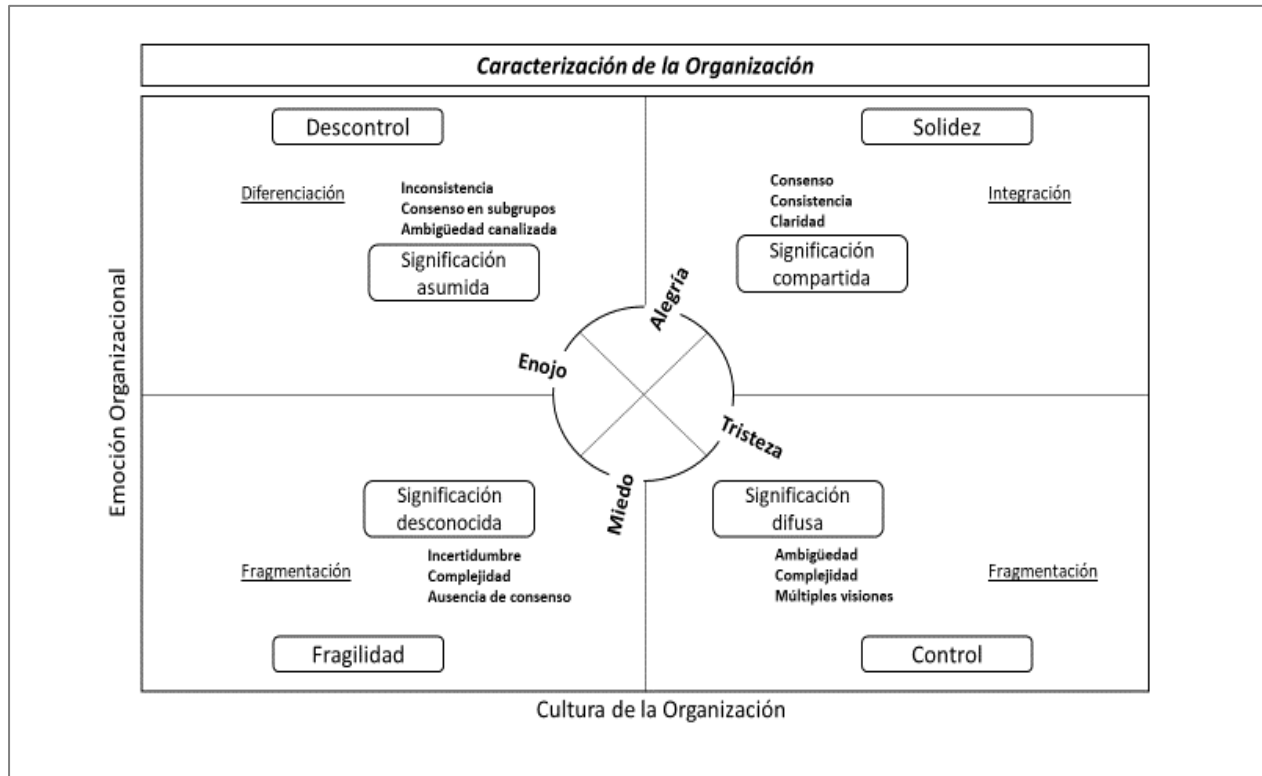 Caracterización de la Organización
Descontrol
Diferenciación
Inconsistencia
Consenso en subgrupos
Ambigüedad canalizada
Significación
asumida
Solidez
Consenso
Consistencia
Claridad
Integración
Significación
compartida
Emoción Organizacional
Alegría
Enojo
Tristeza
Miedo
Significación
desconocida
Fragmentación
Incertidumbre
Complejidad
Ausencia de consenso
Fragilidad
Significación
difusa
Ambigüedad
Complejidad
Múltiples visiones
Fragmentación
Control
Cultura de la Organización